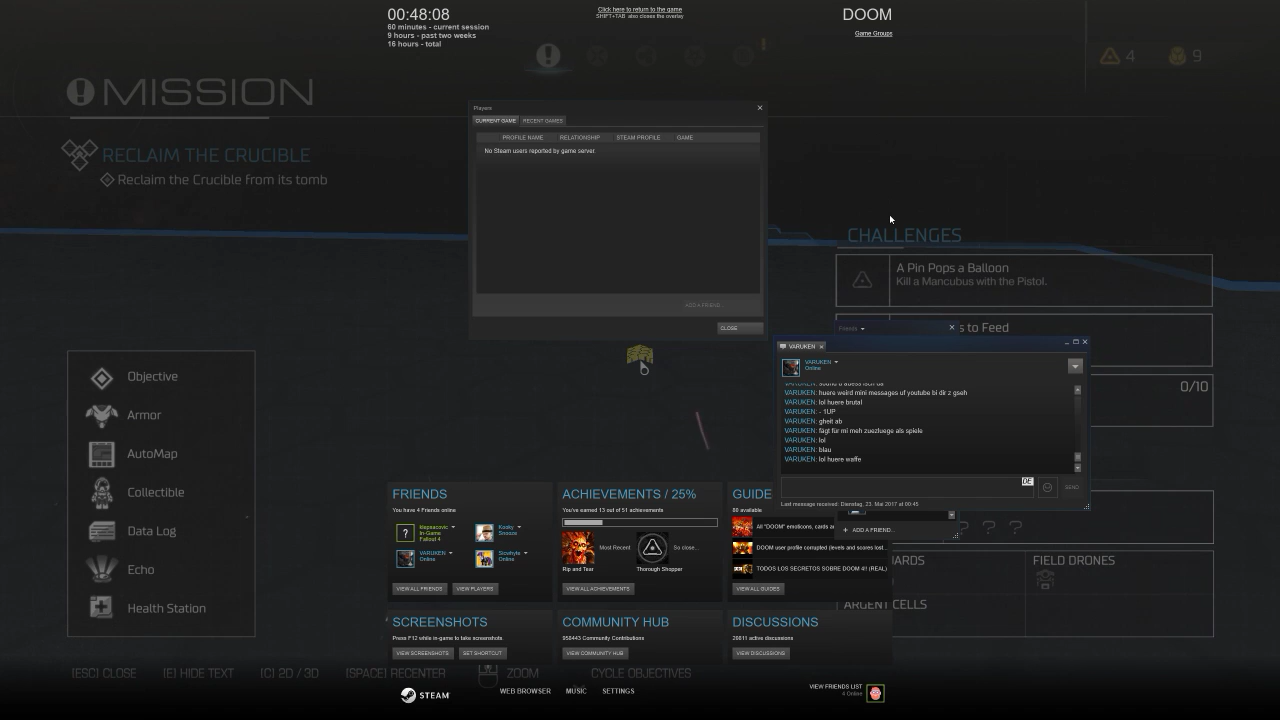 00:48:08
60 minutes - current session
9 hours - past two weeks
16 hours - total
Click here to return to the game
SHIFT+TAB also closes the overlay
DOOM
Game Groups
4
9
MISSION
RECLAIM THE CRUCIBLE
Reclaim the Crucible from its tomb
Players
CURRENT GAME
RECENT GAMES
PROFILE NAME
RELATIONSHIP
STEAM PROFILE
GAME
No Steam users reported by game server.
ADD A FRIEND...
CLOSE
CHALLENGES
A Pin Pops a Balloon
Kill a Mancubus with the Pistol.
s to Feed
0/10
Friends
VARUKEN
VARUKEN
Online
VARUKEN: huere weird mini messages uf youtube bi dir z gseh
VARUKEN: lol huere brutal
VARUKEN: - 1UP
VARUKEN: gheit ab
VARUKEN: fägt für mi meh zuezluege als spiele
VARUKEN: lol
VARUKEN: blau
VARUKEN: lol huere waffe
DE
SEND
Last message received: Dienstag, 23. Mai 2017 at 00:45
+ ADD A FRIEND...
? ? ?
ARDS
FIELD DRONES
ARGENT CELLS
Objective
Armor
AutoMap
Collectible
Data Log
Echo
Health Station
FRIENDS
You have 4 Friends online
klepsacovic
In-Game
Fallout 4
Kooky
Snooze
VARUKEN
Online
Slowhyte
Online
VIEW ALL FRIENDS
VIEW PLAYERS
ACHIEVEMENTS / 25%
You've earned 13 out of 51 achievements
Most Recent
So close...
Rip and Tear
Thorough Shopper
VIEW ALL ACHIEVEMENTS
GUIDE
80 available
All "DOOM" emoticons, cards a
DOOM user profile corrupted (levels and scores lost...
TODOS LOS SECRETOS SOBRE DOOM 4!! (REAL)
VIEW ALL GUIDES
SCREENSHOTS
Press F12 while in-game to take screenshots.
VIEW SCREENSHOTS
SET SHORTCUT
COMMUNITY HUB
958443 Community Contributions
VIEW COMMUNITY HUB
DISCUSSIONS
26811 active discussions
VIEW DISCUSSIONS
[ESC] CLOSE
[E] HIDE TEXT
[C] 2D / 3D
[SPACE] RECENTER
ZOOM
CYCLE OBJECTIVES
STEAM
WEB BROWSER
MUSIC
SETTINGS
VIEW FRIENDS LIST
4 Online